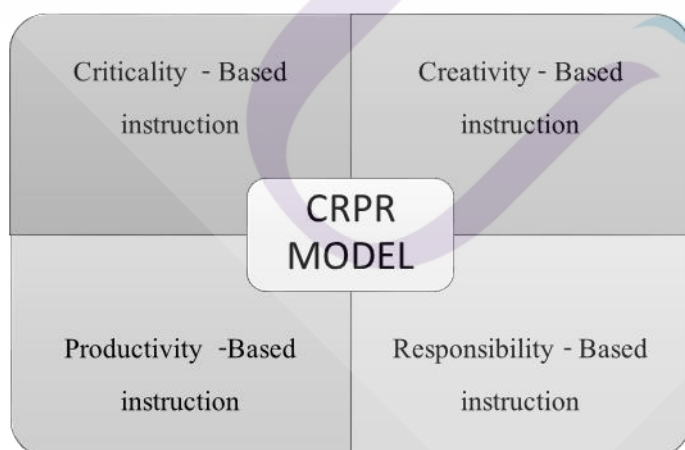 Criticality - Based
instruction
Creativity - Based
instruction
CRPR
MODEL
Productivity -Based
instruction
Responsibility - Based
instruction